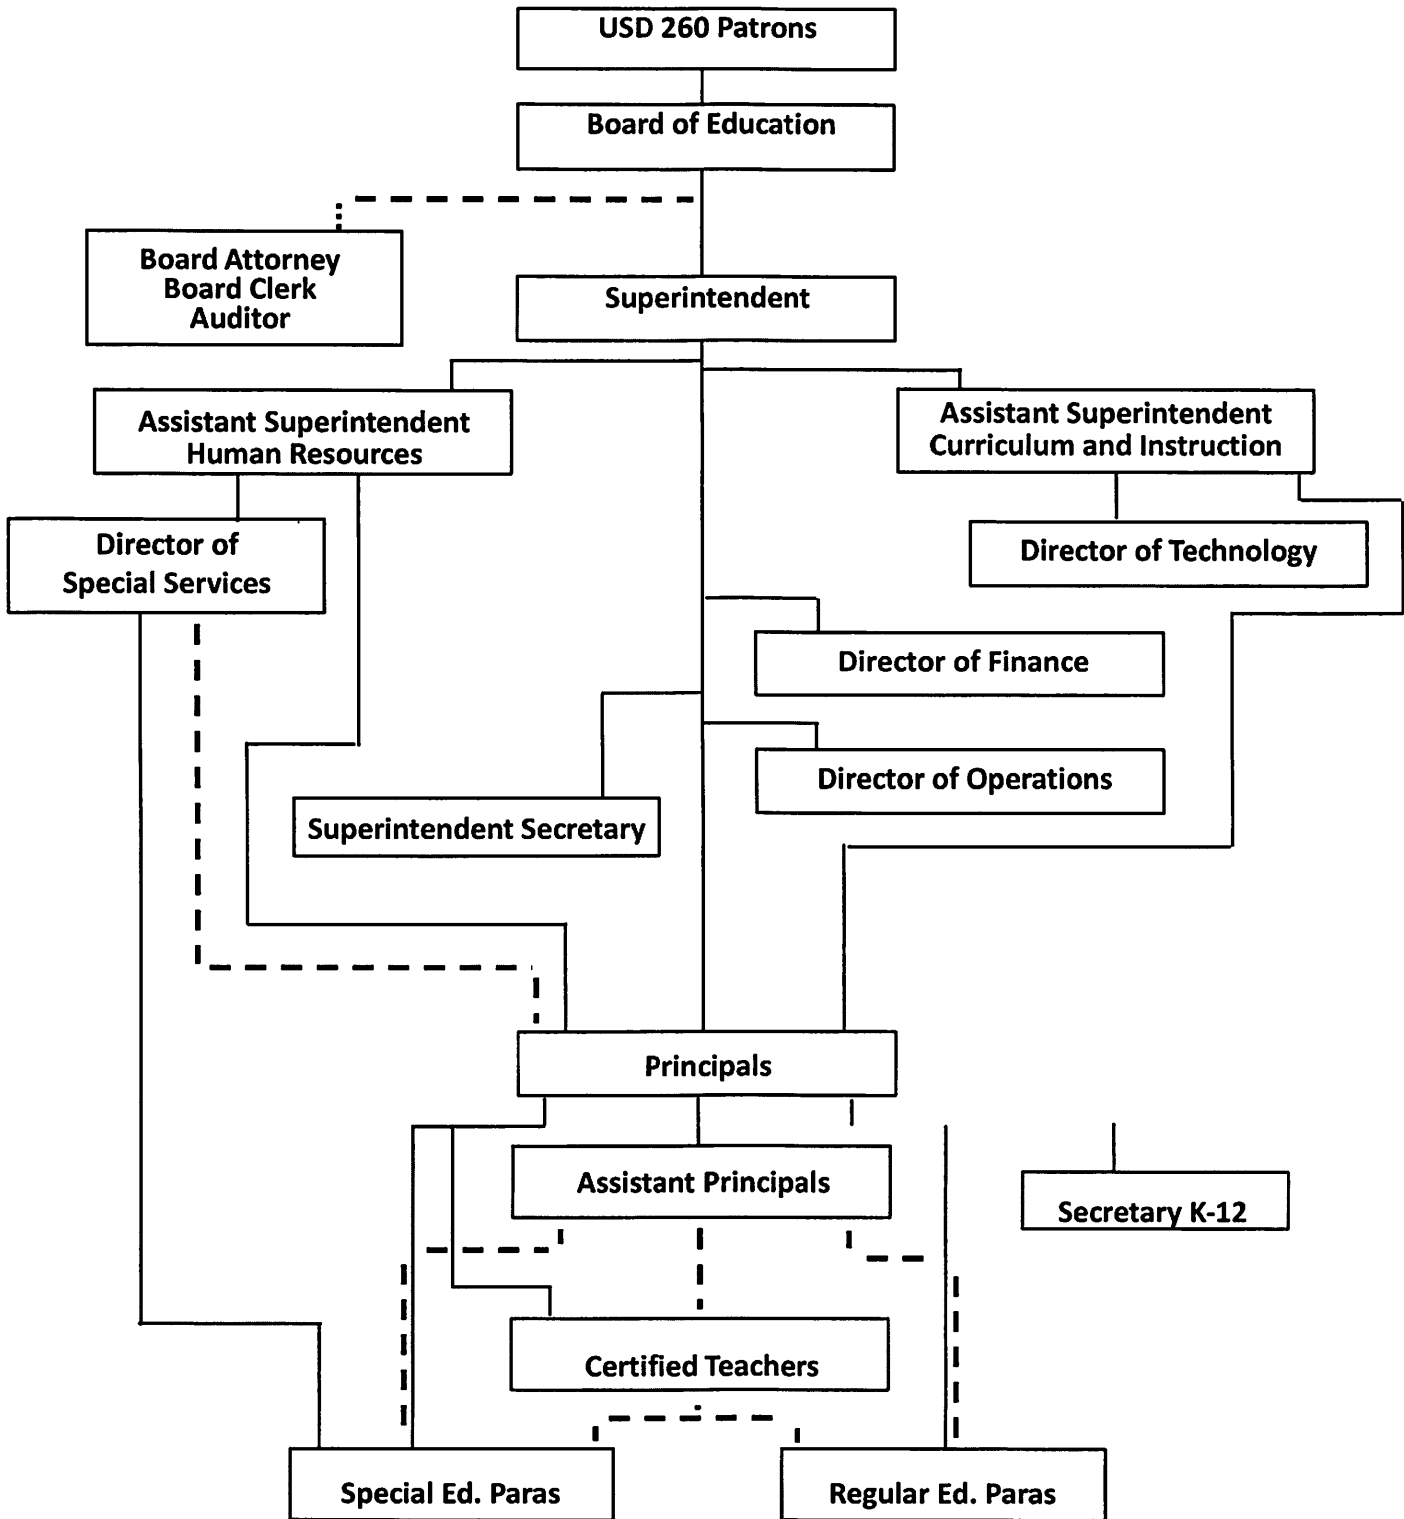 USD 260 Patrons
Board of Education
Board Attorney
Board Clerk
Auditor
Superintendent
Assistant Superintendent
Human Resources
Assistant Superintendent
Curriculum and Instruction
Director of
Special Services
Director of Technology
Director of Finance
Director of Operations
Superintendent Secretary
Principals
Assistant Principals
Secretary K-12
Certified Teachers
Special Ed. Paras
Regular Ed. Paras